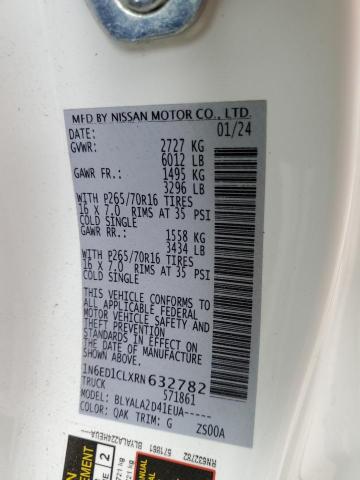 MFD BY NISSAN MOTOR CO., LTD.
DATE: 01/24
GVWR: 2727 KG
6012 LB
GAWR FR.: 1495 KG
3296 LB
WITH P265/70R16 TIRES
16 X 7.0 RIMS AT 35 PSI
COLD SINGLE
GAWR RR.: 1558 KG
3434 LB
WITH P265/70R16 TIRES
16 X 7.0 RIMS AT 35 PSI
COLD SINGLE
THIS VEHICLE CONFORMS TO
ALL APPLICABLE FEDERAL
MOTOR VEHICLE SAFETY
STANDARDS IN EFFECT ON
THE DATE OF MANUFACTURE
SHOWN ABOVE.
1N6ED1CLXRN632782
TRUCK 571861
MODEL: BLYALA2D41EUA-----
COLOR: QAK TRIM: G ZS00A
RN632782
571861
BLYALA224HEUA
2